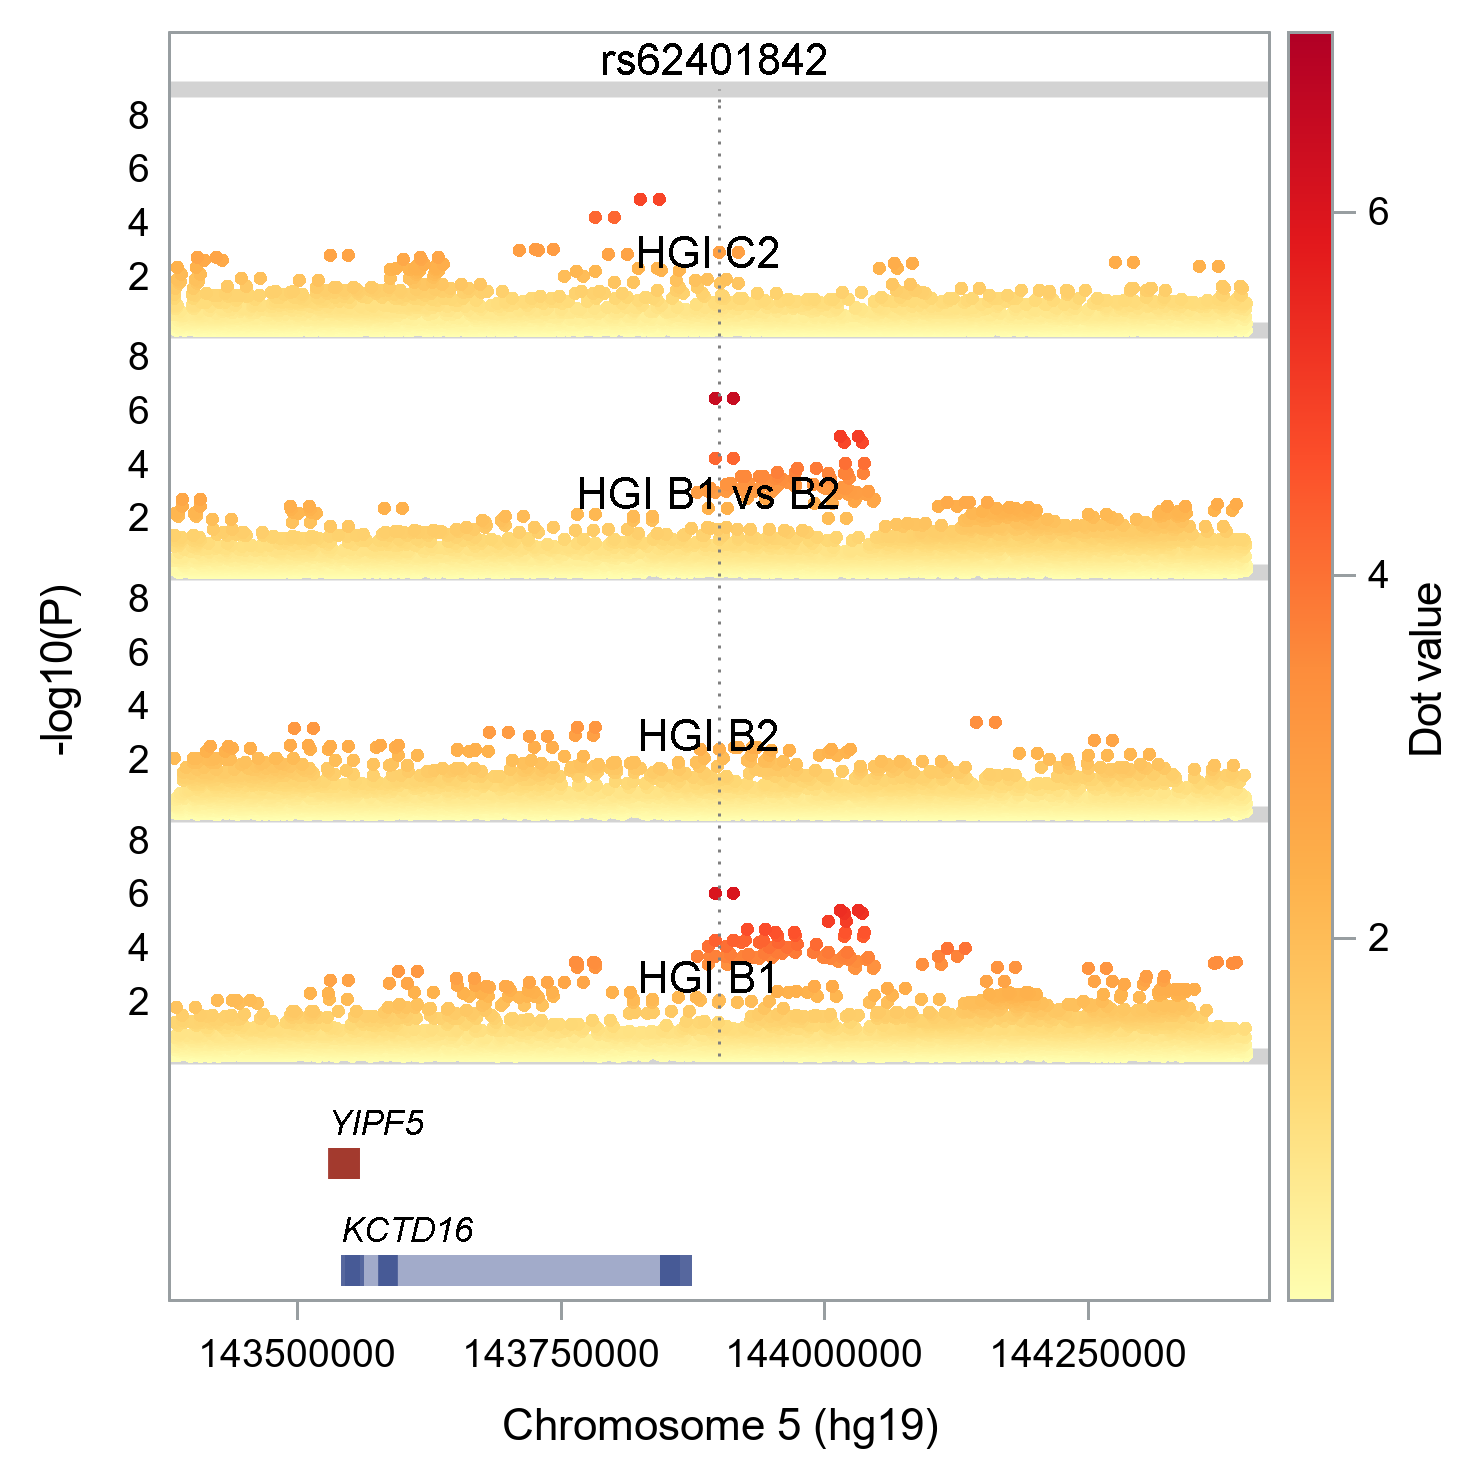 rs62401842
8
6
4
HGI C2
2
8
6
4
HGI B1 vs B2
2
8
6
4
HGI B2
2
8
6
4
HGI B1
2
-log10(P)
YIPF5
KCTD16
143500000 143750000 144000000 144250000
Chromosome 5 (hg19)
6
4
2
Dot value